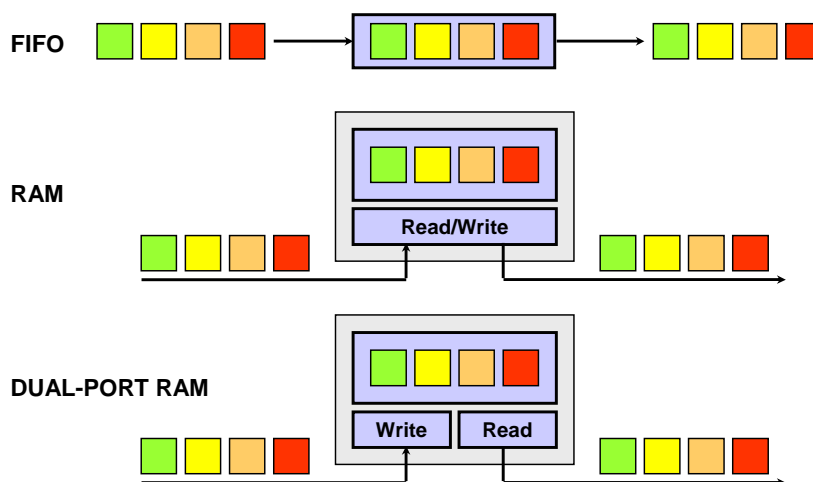 FIFO
RAM
Read/Write
DUAL-PORT RAM
Write
Read